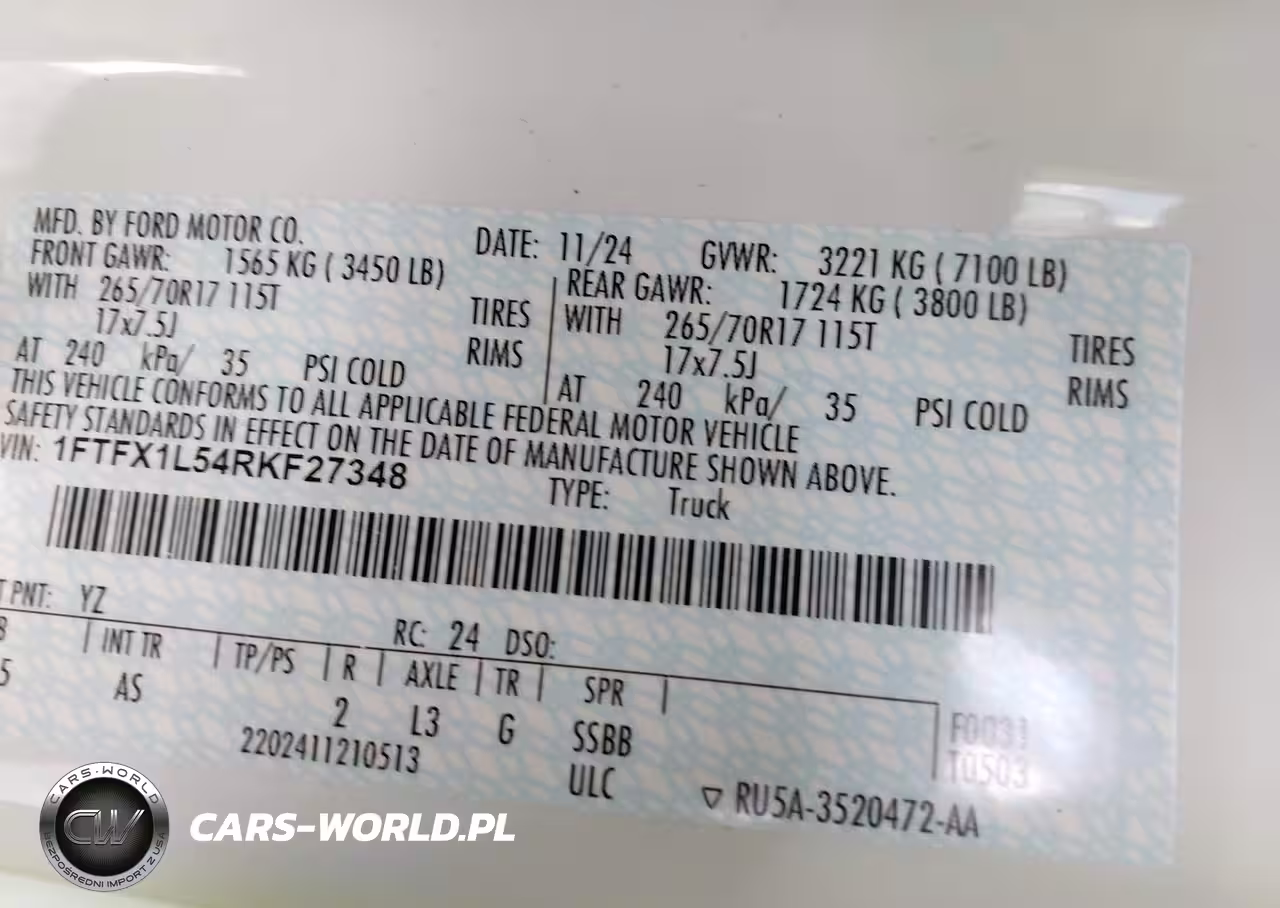 MFD. BY FORD MOTOR CO.
DATE: 11/24
GVWR: 3221 KG ( 7100 LB)
FRONT GAWR: 1565 KG ( 3450 LB)
WITH 265/70R17 115T TIRES
17x7.5J RIMS
AT 240 kPa/ 35 PSI COLD
REAR GAWR: 1724 KG ( 3800 LB)
WITH 265/70R17 115T TIRES
17x7.5J RIMS
AT 240 kPa/ 35 PSI COLD
THIS VEHICLE CONFORMS TO ALL APPLICABLE FEDERAL MOTOR VEHICLE
SAFETY STANDARDS IN EFFECT ON THE DATE OF MANUFACTURE SHOWN ABOVE.
VIN: 1FTFX1L54RKF27348
TYPE: Truck
T PNT: YZ
RC: 24 DSO:
INT TR | TP/PS | R | AXLE | TR | SPR
5 AS 2 L3 G SSBB
2202411210513 ULC
F0031
T0503
▽ RU5A-3520472-AA
CARS-WORLD
CW
BEZPOŚREDNI IMPORT Z USA
CARS-WORLD.PL